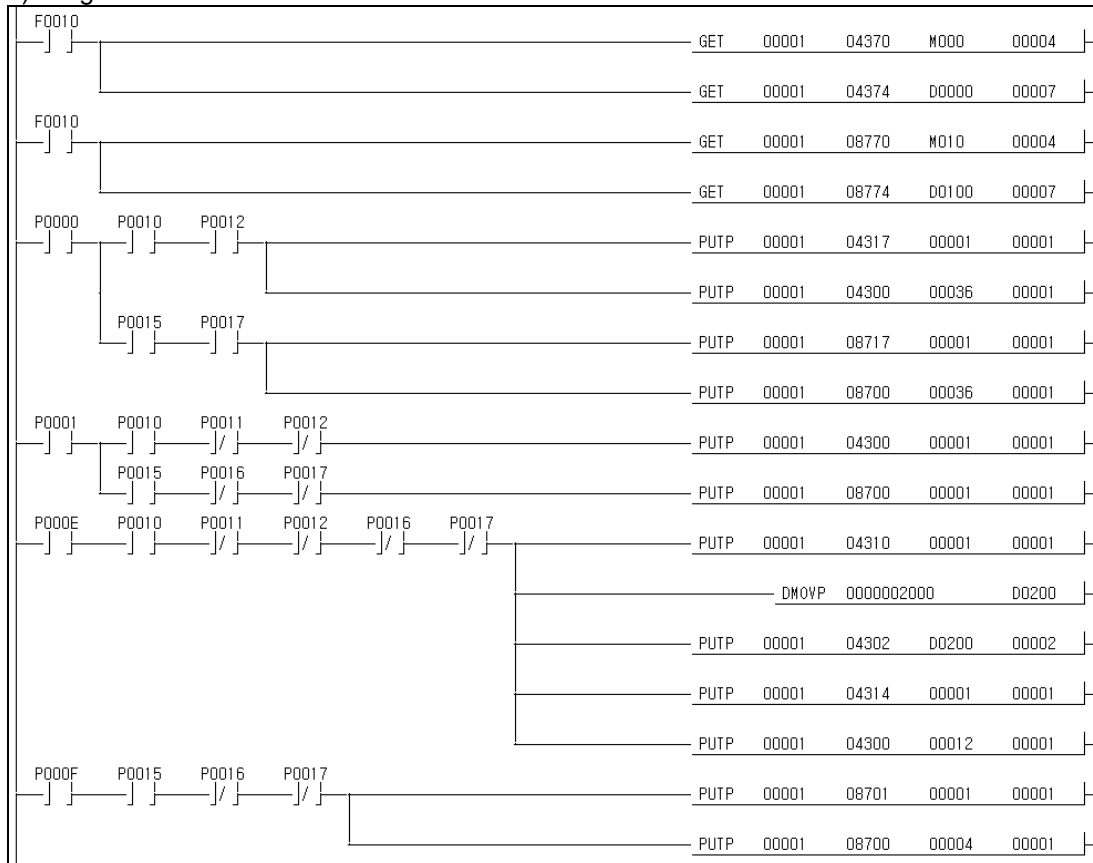 F0010
GET 00001 04370 M000 00004
GET 00001 04374 D0000 00007
F0010
GET 00001 08770 M010 00004
GET 00001 08774 D0100 00007
P0000 P0010 P0012
PUTP 00001 04317 00001 00001
PUTP 00001 04300 00036 00001
P0015 P0017
PUTP 00001 08717 00001 00001
PUTP 00001 08700 00036 00001
P0001 P0010 P0011 P0012
PUTP 00001 04300 00001 00001
P0015 P0016 P0017
PUTP 00001 08700 00001 00001
P000E P0010 P0011 P0012 P0016 P0017
PUTP 00001 04310 00001 00001
DMOVP 0000002000 D0200
PUTP 00001 04302 D0200 00002
PUTP 00001 04314 00001 00001
PUTP 00001 04300 00012 00001
P000F P0015 P0016 P0017
PUTP 00001 08701 00001 00001
PUTP 00001 08700 00004 00001